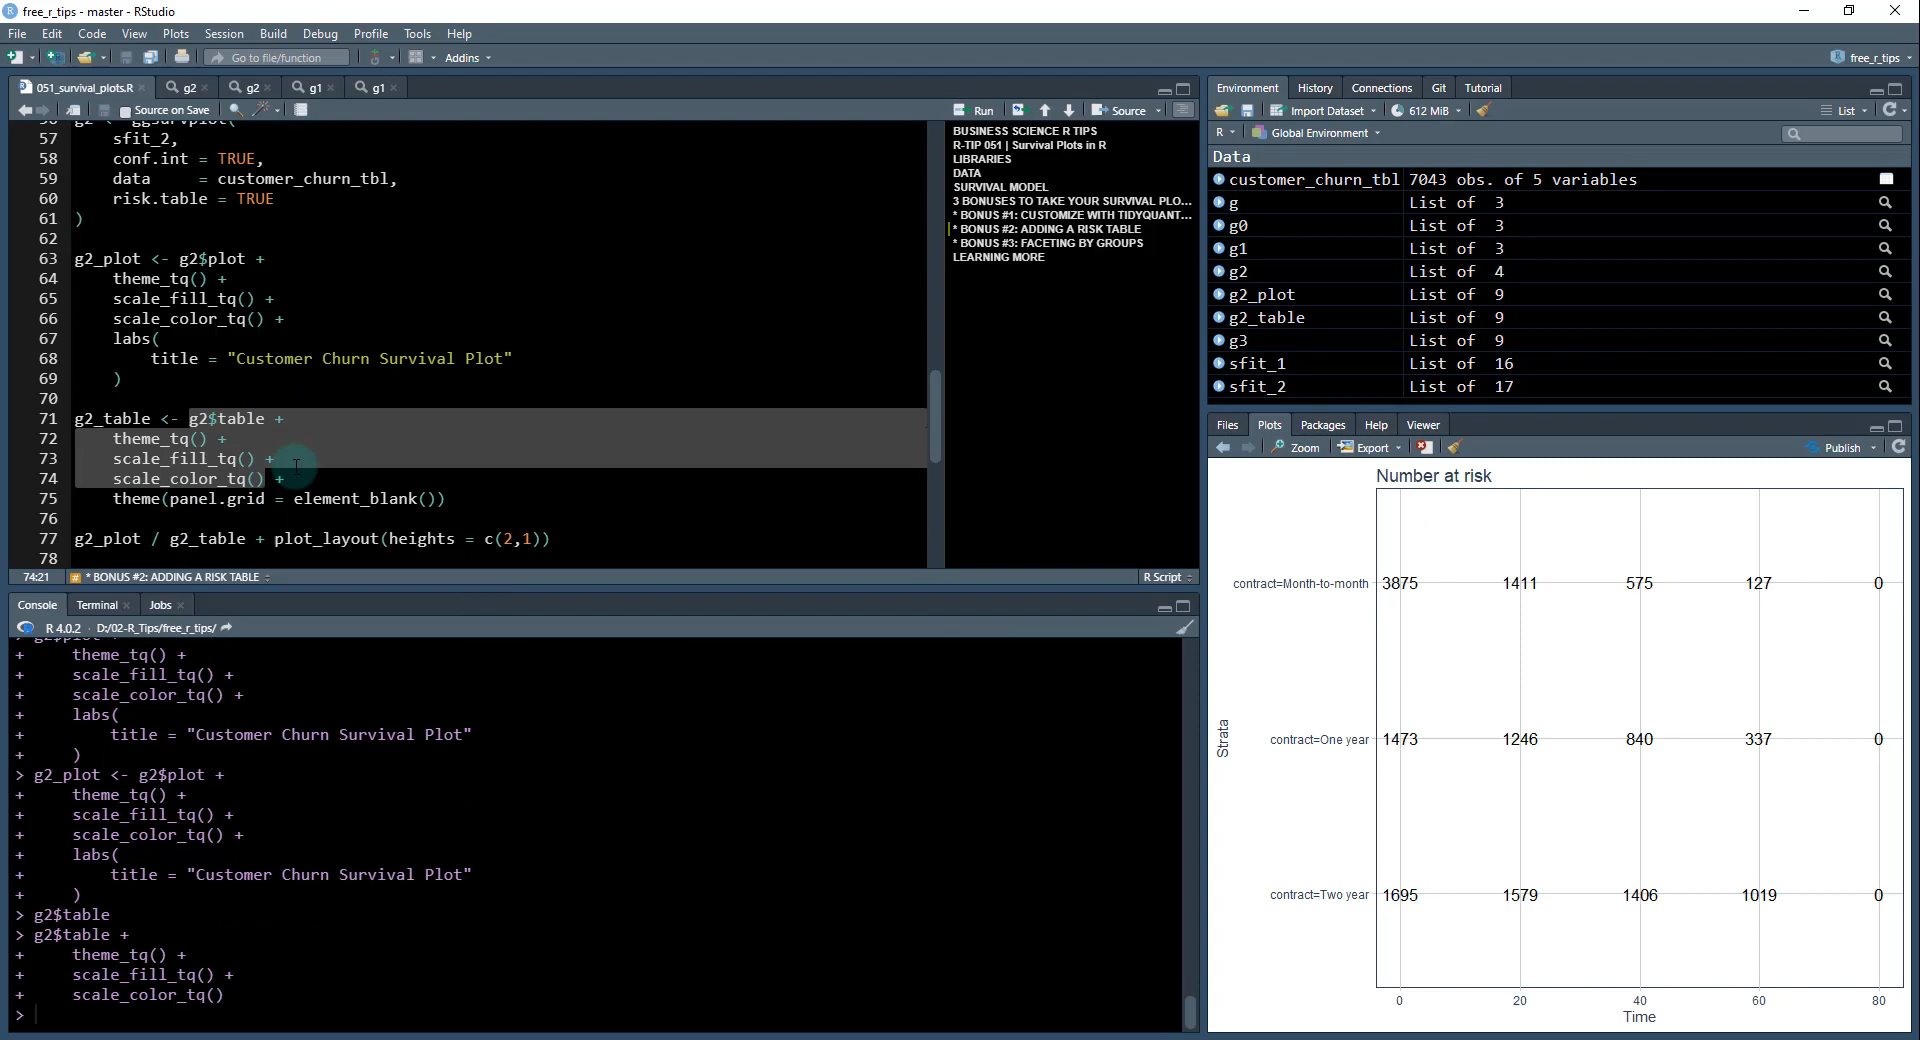 free_r_tips - master - RStudio
File Edit Code View Plots Session Build Debug Profile Tools Help
Go to file/function Addins free_r_tips
051_survival_plots.R g2 g2 g1 g1
Source on Save Run Source
57 sfit_2,
58 conf.int = TRUE,
59 data = customer_churn_tbl,
60 risk.table = TRUE
61 )
62
63 g2_plot <- g2$plot +
64 theme_tq() +
65 scale_fill_tq() +
66 scale_color_tq() +
67 labs(
68 title = "Customer Churn Survival Plot"
69 )
70
71 g2_table <- g2$table +
72 theme_tq() +
73 scale_fill_tq() +
74 scale_color_tq() +
75 theme(panel.grid = element_blank())
76
77 g2_plot / g2_table + plot_layout(heights = c(2,1))
78
74:21 # * BONUS #2: ADDING A RISK TABLE R Script
BUSINESS SCIENCE R TIPS
R-TIP 051 | Survival Plots in R
LIBRARIES
DATA
SURVIVAL MODEL
3 BONUSES TO TAKE YOUR SURVIVAL PLO...
* BONUS #1: CUSTOMIZE WITH TIDYQUANT...
* BONUS #2: ADDING A RISK TABLE
* BONUS #3: FACETING BY GROUPS
LEARNING MORE
Console Terminal Jobs
R 4.0.2 · D:/02-R_Tips/free_r_tips/
+ theme_tq() +
+ scale_fill_tq() +
+ scale_color_tq() +
+ labs(
+ title = "Customer Churn Survival Plot"
+ )
> g2_plot <- g2$plot +
+ theme_tq() +
+ scale_fill_tq() +
+ scale_color_tq() +
+ labs(
+ title = "Customer Churn Survival Plot"
+ )
> g2$table
> g2$table +
+ theme_tq() +
+ scale_fill_tq() +
+ scale_color_tq()
>
Environment History Connections Git Tutorial
Import Dataset 612 MiB List
R Global Environment
Data
customer_churn_tbl 7043 obs. of 5 variables
g List of 3
g0 List of 3
g1 List of 3
g2 List of 4
g2_plot List of 9
g2_table List of 9
g3 List of 9
sfit_1 List of 16
sfit_2 List of 17
Files Plots Packages Help Viewer
Zoom Export Publish
Number at risk
contract=Month-to-month 3875 1411 575 127 0
Strata
contract=One year 1473 1246 840 337 0
contract=Two year 1695 1579 1406 1019 0
0 20 40 60 80
Time